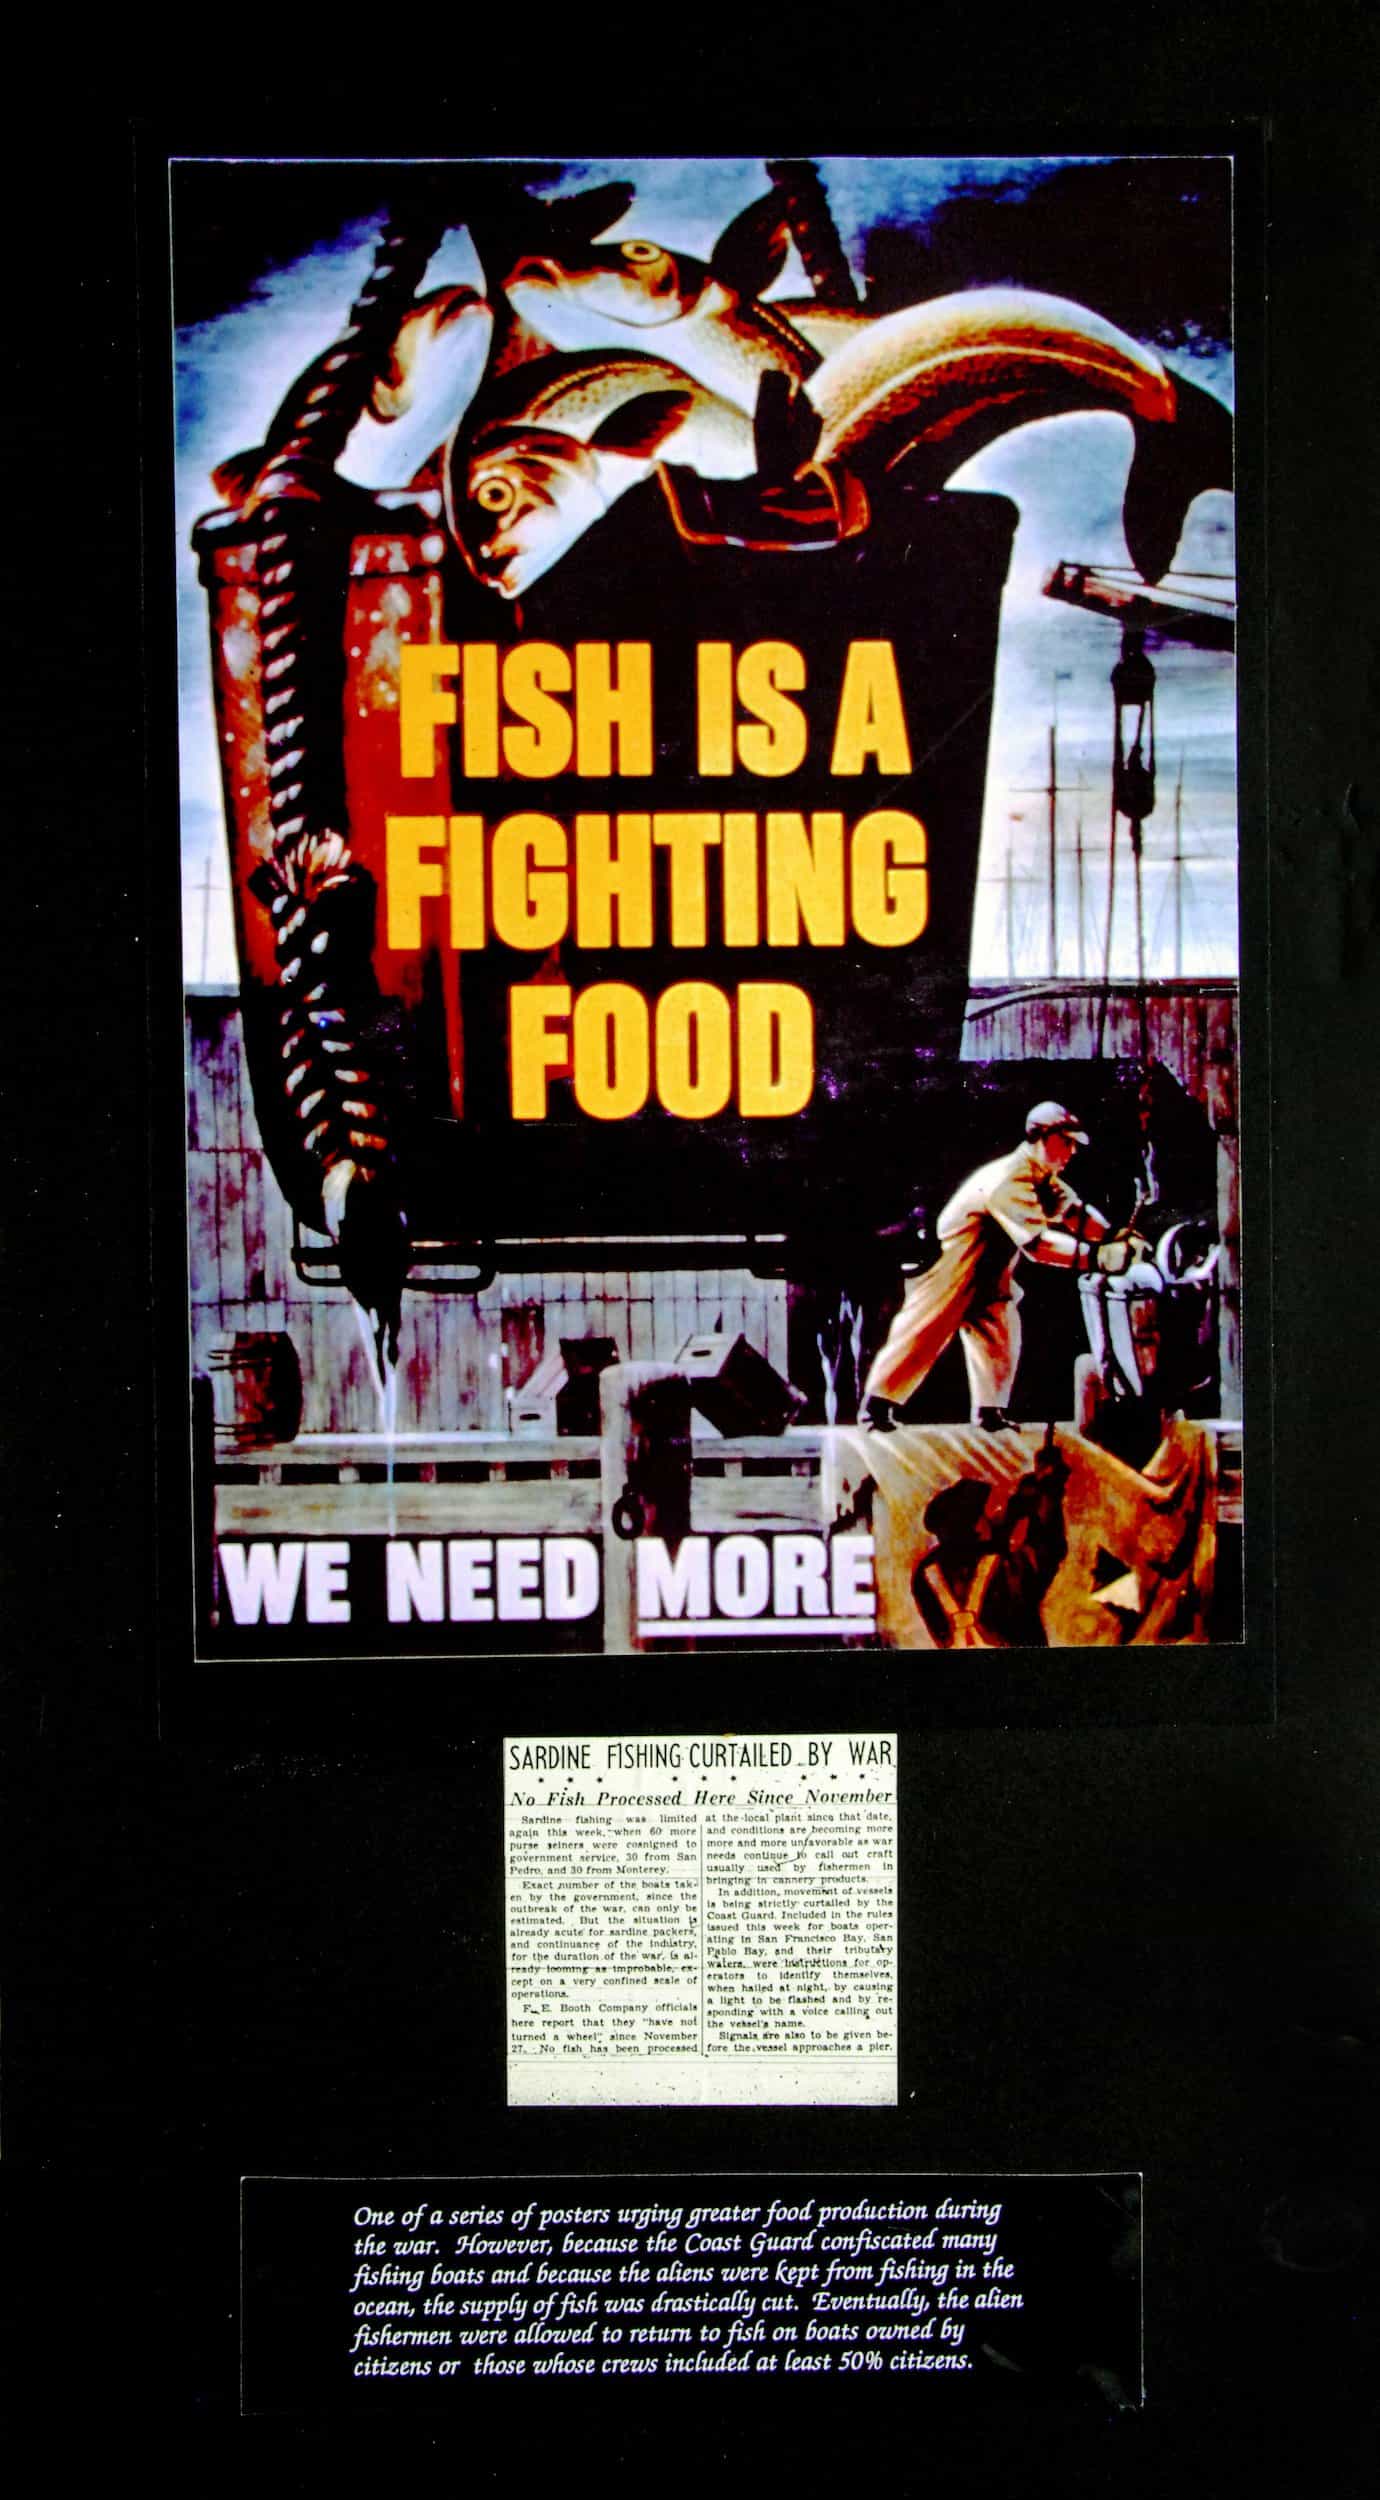 FISH IS A
FIGHTING
FOOD
WE NEED MORE
SARDINE FISHING CURTAILED BY WAR
No Fish Processed Here Since November
Sardine fishing was limited
again this week, when 60 more
purse seiners were consigned to
government service, 30 from San
Pedro, and 30 from Monterey.
Exact number of the boats tak-
en by the government, since the
outbreak of the war, can only be
estimated. But the situation is
already acute for sardine packers,
and continuance of the industry,
for the duration of the war, is al-
ready looming as improbable, ex-
cept on a very confined scale of
operations.
F. E. Booth Company officials
here report that they "have not
turned a wheel" since November
27. No fish has been processed
at the local plant since that date,
and conditions are becoming more
more and more unfavorable as war
needs continue to call out craft
usually used by fishermen in
bringing in cannery products.
In addition, movement of vessels
is being strictly curtailed by the
Coast Guard. Included in the rules
issued this week for boats oper-
ating in San Francisco Bay, San
Pablo Bay, and their tributary
waters, were instructions for op-
erators to identify themselves,
when hailed at night, by causing
a light to be flashed and by re-
sponding with a voice calling out
the vessel's name.
Signals are also to be given be-
fore the vessel approaches a pier.
One of a series of posters urging greater food production during
the war. However, because the Coast Guard confiscated many
fishing boats and because the aliens were kept from fishing in the
ocean, the supply of fish was drastically cut. Eventually, the alien
fishermen were allowed to return to fish on boats owned by
citizens or those whose crews included at least 50% citizens.